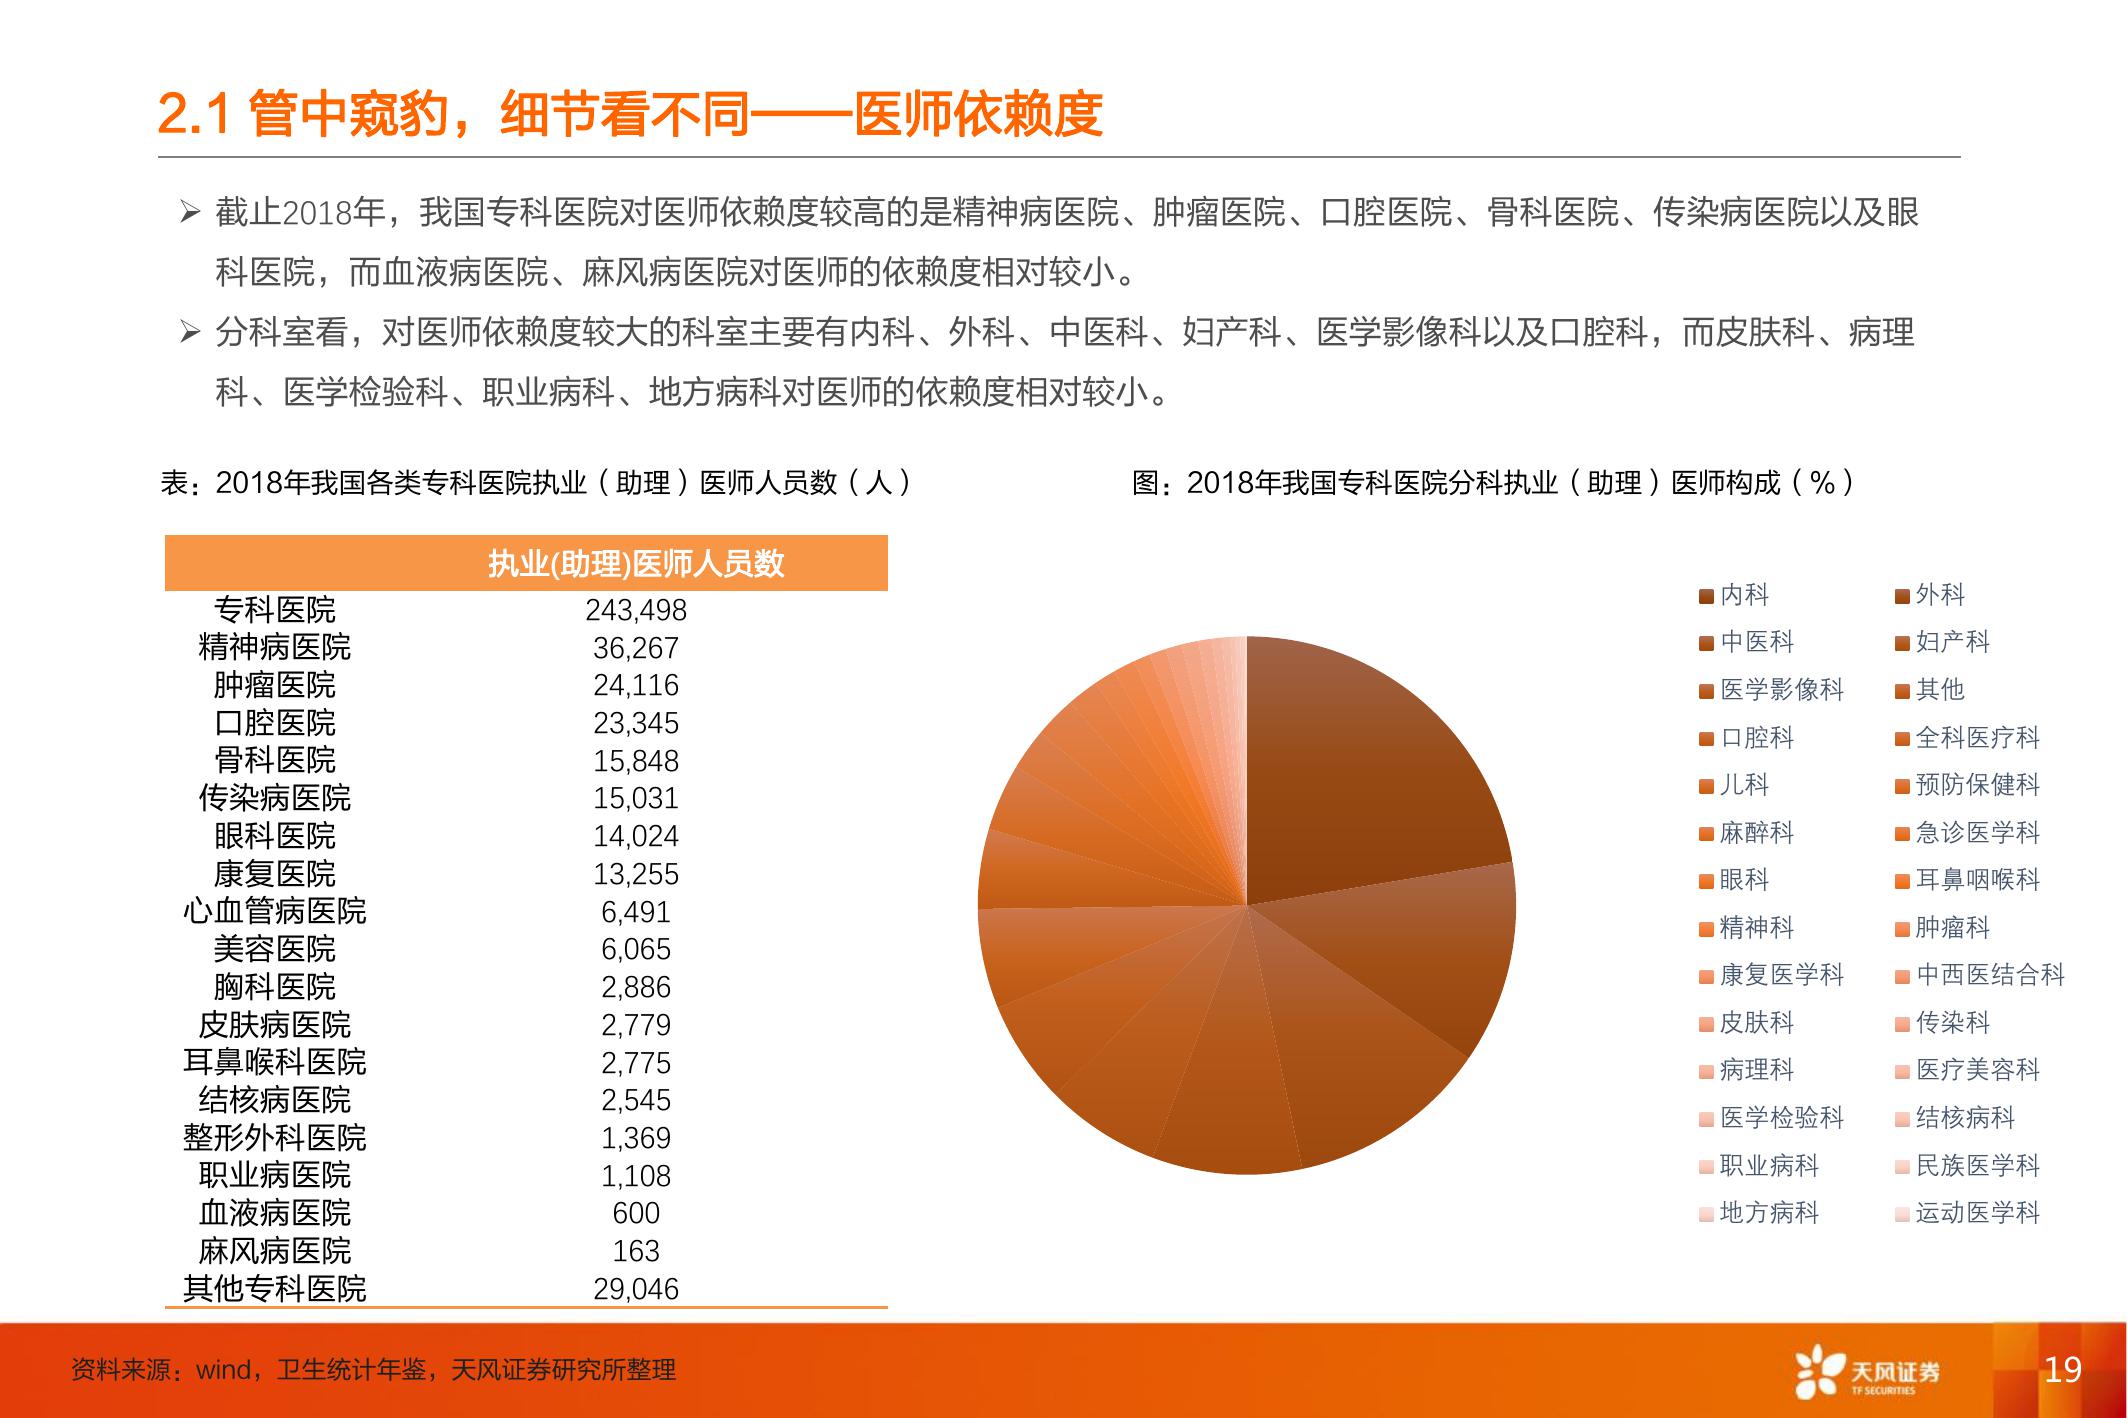 2.1 管中窥豹，细节看不同——医师依赖度
➢ 截止2018年，我国专科医院对医师依赖度较高的是精神病医院、肿瘤医院、口腔医院、骨科医院、传染病医院以及眼
科医院，而血液病医院、麻风病医院对医师的依赖度相对较小。
➢ 分科室看，对医师依赖度较大的科室主要有内科、外科、中医科、妇产科、医学影像科以及口腔科，而皮肤科、病理
科、医学检验科、职业病科、地方病科对医师的依赖度相对较小。
表：2018年我国各类专科医院执业（助理）医师人员数（人）
执业(助理)医师人员数
专科医院 243,498
精神病医院 36,267
肿瘤医院 24,116
口腔医院 23,345
骨科医院 15,848
传染病医院 15,031
眼科医院 14,024
康复医院 13,255
心血管病医院 6,491
美容医院 6,065
胸科医院 2,886
皮肤病医院 2,779
耳鼻喉科医院 2,775
结核病医院 2,545
整形外科医院 1,369
职业病医院 1,108
血液病医院 600
麻风病医院 163
其他专科医院 29,046
图：2018年我国专科医院分科执业（助理）医师构成（%）
内科 外科
中医科 妇产科
医学影像科 其他
口腔科 全科医疗科
儿科 预防保健科
麻醉科 急诊医学科
眼科 耳鼻咽喉科
精神科 肿瘤科
康复医学科 中西医结合科
皮肤科 传染科
病理科 医疗美容科
医学检验科 结核病科
职业病科 民族医学科
地方病科 运动医学科
资料来源：wind，卫生统计年鉴，天风证券研究所整理
天风证券
TF SECURITIES
19